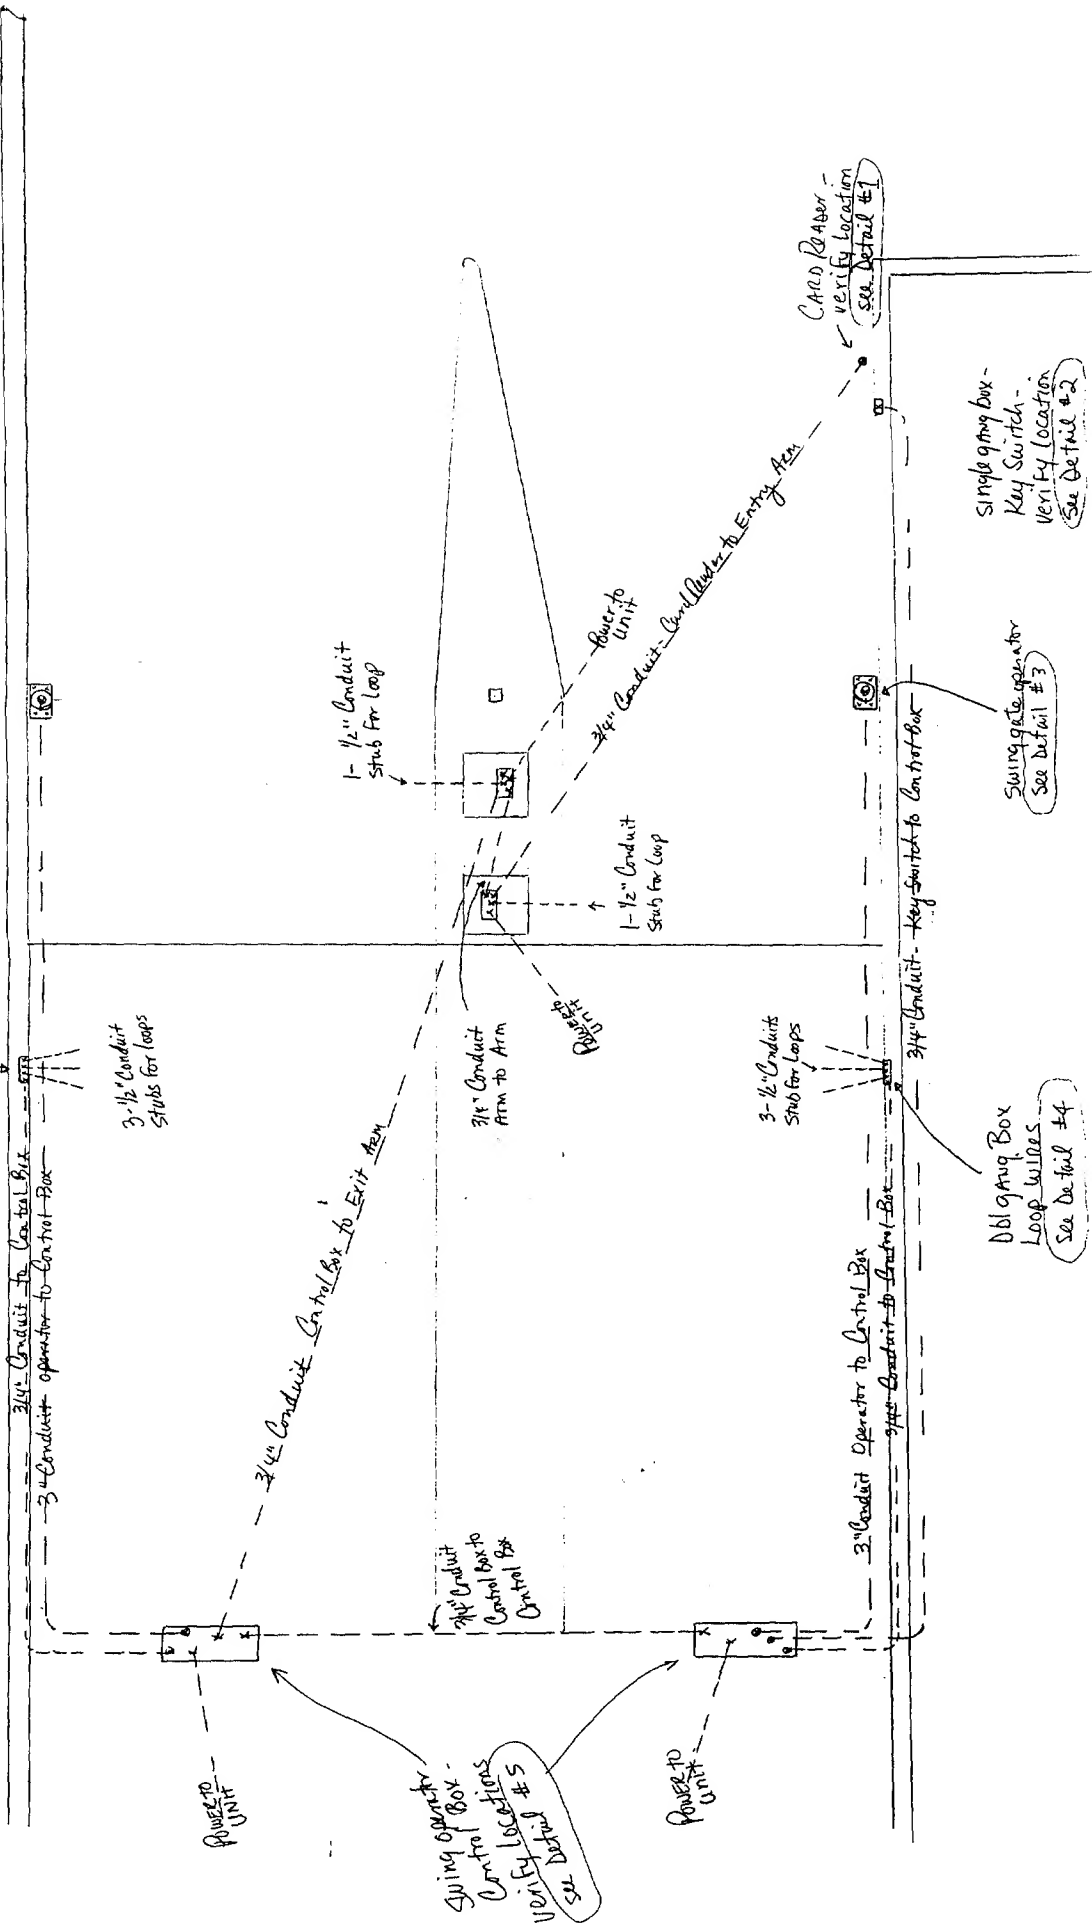 3/4" Conduit to Control Box
3" Conduit operator to Control Box
3-1/2" Conduit
Stubs For Loops
1-1/2" Conduit
Stub For Loop
3/4" Conduit Control Box to Exit Arm
3/4" Conduit
Arm to Arm
Power to
Unit
1-1/2" Conduit
Stub For Loop
Power to
Unit
3/4" Conduit - Card Reader to Entry Arm
CARD READER -
verify Location
see Detail #1
3/4" Conduit
Control Box to
Control Box
3-1/2" Conduits
Stub For Loops
3" Conduit Operator to Control Box
3/4" Conduit to Control Box
3/4" Conduit - Key Switch to Control Box
POWER TO
UNIT
Swing operator
Control Box -
Verify Locations
see Detail #5
POWER TO
Unit
Dbl gang Box
Loop wires
See Detail #4
Swing gate operator
See Detail #3
Single gang box -
Key Switch -
Verify Location
See Detail #2